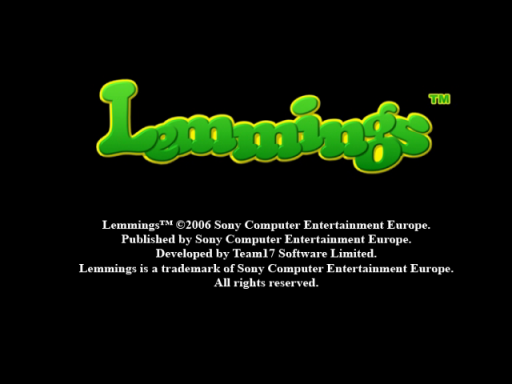 Lemmings™
Lemmings™ ©2006 Sony Computer Entertainment Europe.
Published by Sony Computer Entertainment Europe.
Developed by Team17 Software Limited.
Lemmings is a trademark of Sony Computer Entertainment Europe.
All rights reserved.